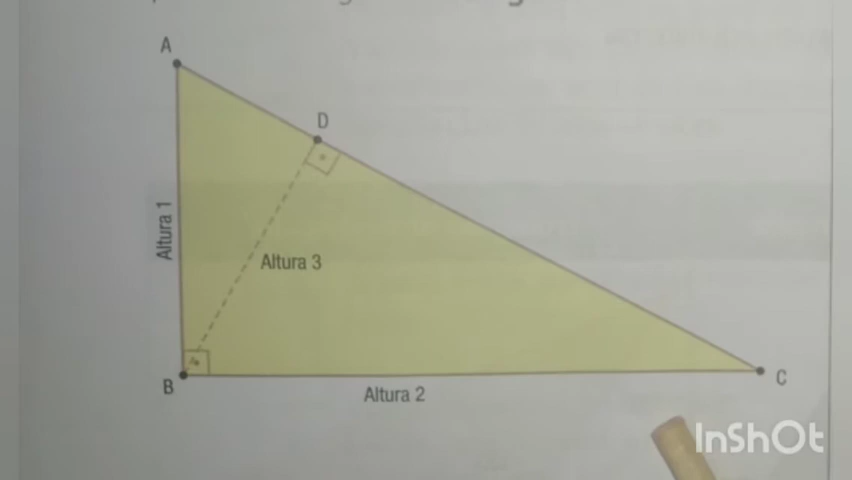 A
D
Altura 1
Altura 3
B
C
Altura 2
InShOt